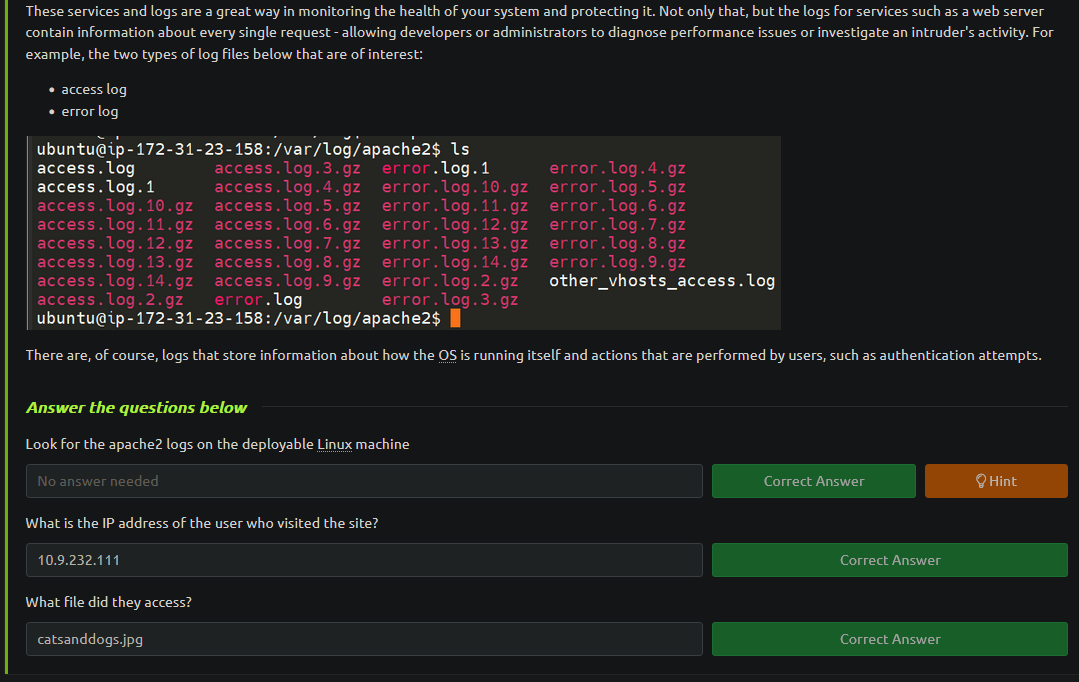 These services and logs are a great way in monitoring the health of your system and protecting it. Not only that, but the logs for services such as a web server
contain information about every single request - allowing developers or administrators to diagnose performance issues or investigate an intruder's activity. For
example, the two types of log files below that are of interest:
• access log
• error log
ubuntu@ip-172-31-23-158:/var/log/apache2$ ls
access.log access.log.3.gz error.log.1 error.log.4.gz
access.log.1 access.log.4.gz error.log.10.gz error.log.5.gz
access.log.10.gz access.log.5.gz error.log.11.gz error.log.6.gz
access.log.11.gz access.log.6.gz error.log.12.gz error.log.7.gz
access.log.12.gz access.log.7.gz error.log.13.gz error.log.8.gz
access.log.13.gz access.log.8.gz error.log.14.gz error.log.9.gz
access.log.14.gz access.log.9.gz error.log.2.gz other_vhosts_access.log
access.log.2.gz error.log error.log.3.gz
ubuntu@ip-172-31-23-158:/var/log/apache2$
There are, of course, logs that store information about how the OS is running itself and actions that are performed by users, such as authentication attempts.
Answer the questions below
Look for the apache2 logs on the deployable Linux machine
No answer needed Correct Answer Hint
What is the IP address of the user who visited the site?
10.9.232.111 Correct Answer
What file did they access?
catsanddogs.jpg Correct Answer